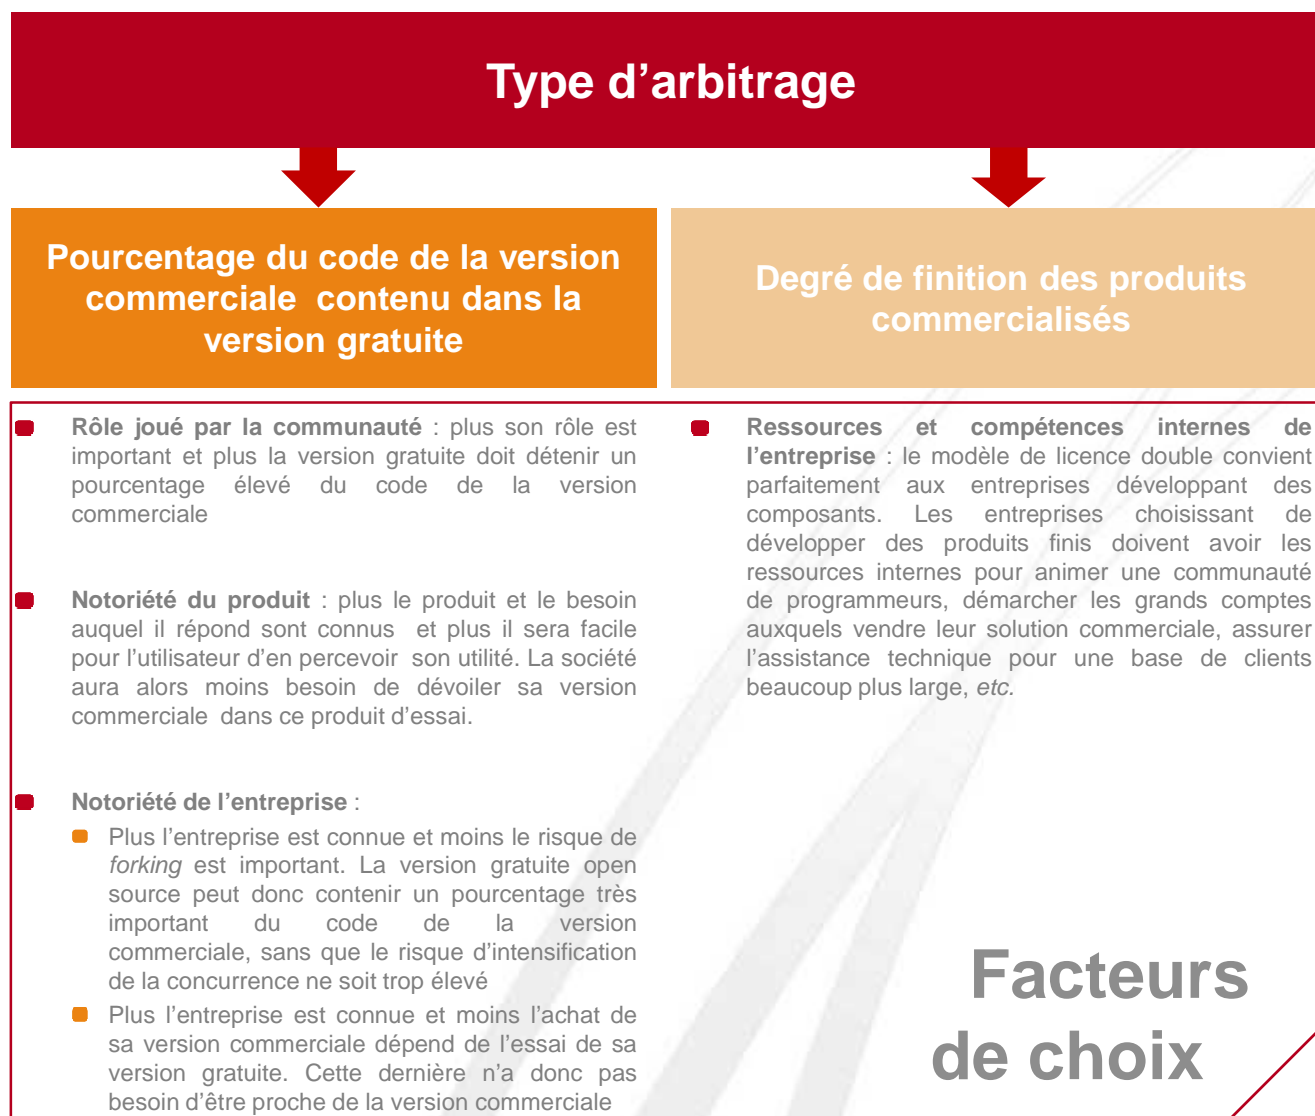 Type d’arbitrage
Pourcentage du code de la version
commerciale contenu dans la
version gratuite
Degré de finition des produits
commercialisés
Rôle joué par la communauté : plus son rôle est
important et plus la version gratuite doit détenir un
pourcentage élevé du code de la version
commerciale
Notoriété du produit : plus le produit et le besoin
auquel il répond sont connus et plus il sera facile
pour l’utilisateur d’en percevoir son utilité. La société
aura alors moins besoin de dévoiler sa version
commerciale dans ce produit d’essai.
Notoriété de l’entreprise :
Plus l’entreprise est connue et moins le risque de
forking est important. La version gratuite open
source peut donc contenir un pourcentage très
important du code de la version
commerciale, sans que le risque d’intensification
de la concurrence ne soit trop élevé
Plus l’entreprise est connue et moins l’achat de
sa version commerciale dépend de l’essai de sa
version gratuite. Cette dernière n’a donc pas
besoin d’être proche de la version commerciale
Ressources et compétences internes de
l’entreprise : le modèle de licence double convient
parfaitement aux entreprises développant des
composants. Les entreprises choisissant de
développer des produits finis doivent avoir les
ressources internes pour animer une communauté
de programmeurs, démarcher les grands comptes
auxquels vendre leur solution commerciale, assurer
l’assistance technique pour une base de clients
beaucoup plus large, etc.
Facteurs
de choix